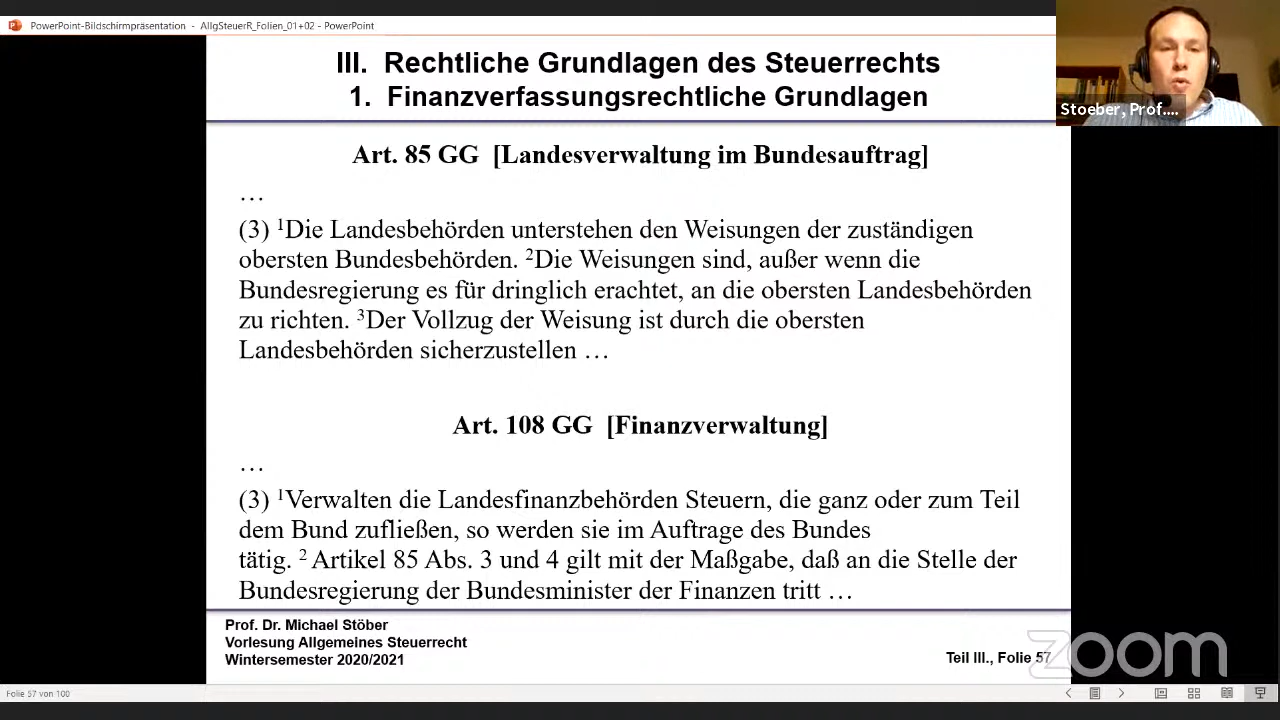 PowerPoint-Bildschirmpräsentation - AllgSteuerR_Folien_01+02 - PowerPoint
III. Rechtliche Grundlagen des Steuerrechts
1. Finanzverfassungsrechtliche Grundlagen
Stoeber, Prof....
Art. 85 GG [Landesverwaltung im Bundesauftrag]
…
(3) ¹Die Landesbehörden unterstehen den Weisungen der zuständigen
obersten Bundesbehörden. ²Die Weisungen sind, außer wenn die
Bundesregierung es für dringlich erachtet, an die obersten Landesbehörden
zu richten. ³Der Vollzug der Weisung ist durch die obersten
Landesbehörden sicherzustellen …
Art. 108 GG [Finanzverwaltung]
…
(3) ¹Verwalten die Landesfinanzbehörden Steuern, die ganz oder zum Teil
dem Bund zufließen, so werden sie im Auftrage des Bundes
tätig. ² Artikel 85 Abs. 3 und 4 gilt mit der Maßgabe, daß an die Stelle der
Bundesregierung der Bundesminister der Finanzen tritt …
Prof. Dr. Michael Stöber
Vorlesung Allgemeines Steuerrecht
Wintersemester 2020/2021
Teil III., Folie 57
zoom
Folie 57 von 100